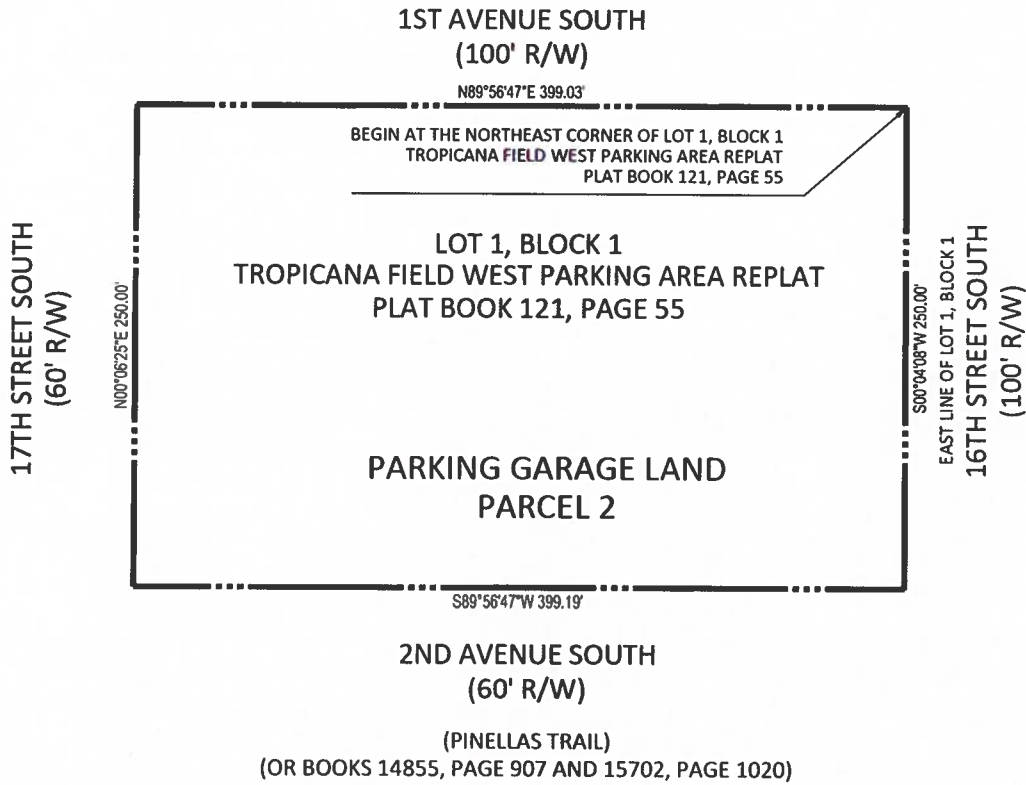 1ST AVENUE SOUTH
(100' R/W)
N89°56'47"E 399.03'
BEGIN AT THE NORTHEAST CORNER OF LOT 1, BLOCK 1
TROPICANA FIELD WEST PARKING AREA REPLAT
PLAT BOOK 121, PAGE 55
LOT 1, BLOCK 1
TROPICANA FIELD WEST PARKING AREA REPLAT
PLAT BOOK 121, PAGE 55
17TH STREET SOUTH
(60' R/W)
N00°06'25"E 250.00'
S00°04'08"W 250.00'
EAST LINE OF LOT 1, BLOCK 1
16TH STREET SOUTH
(100' R/W)
PARKING GARAGE LAND
PARCEL 2
S89°56'47"W 399.19'
2ND AVENUE SOUTH
(60' R/W)
(PINELLAS TRAIL)
(OR BOOKS 14855, PAGE 907 AND 15702, PAGE 1020)